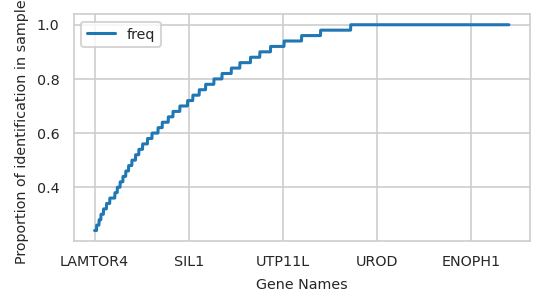 Proportion of identification in sample
1.0
0.8
0.6
0.4
freq
LAMTOR4 SIL1 UTP11L UROD ENOPH1
Gene Names